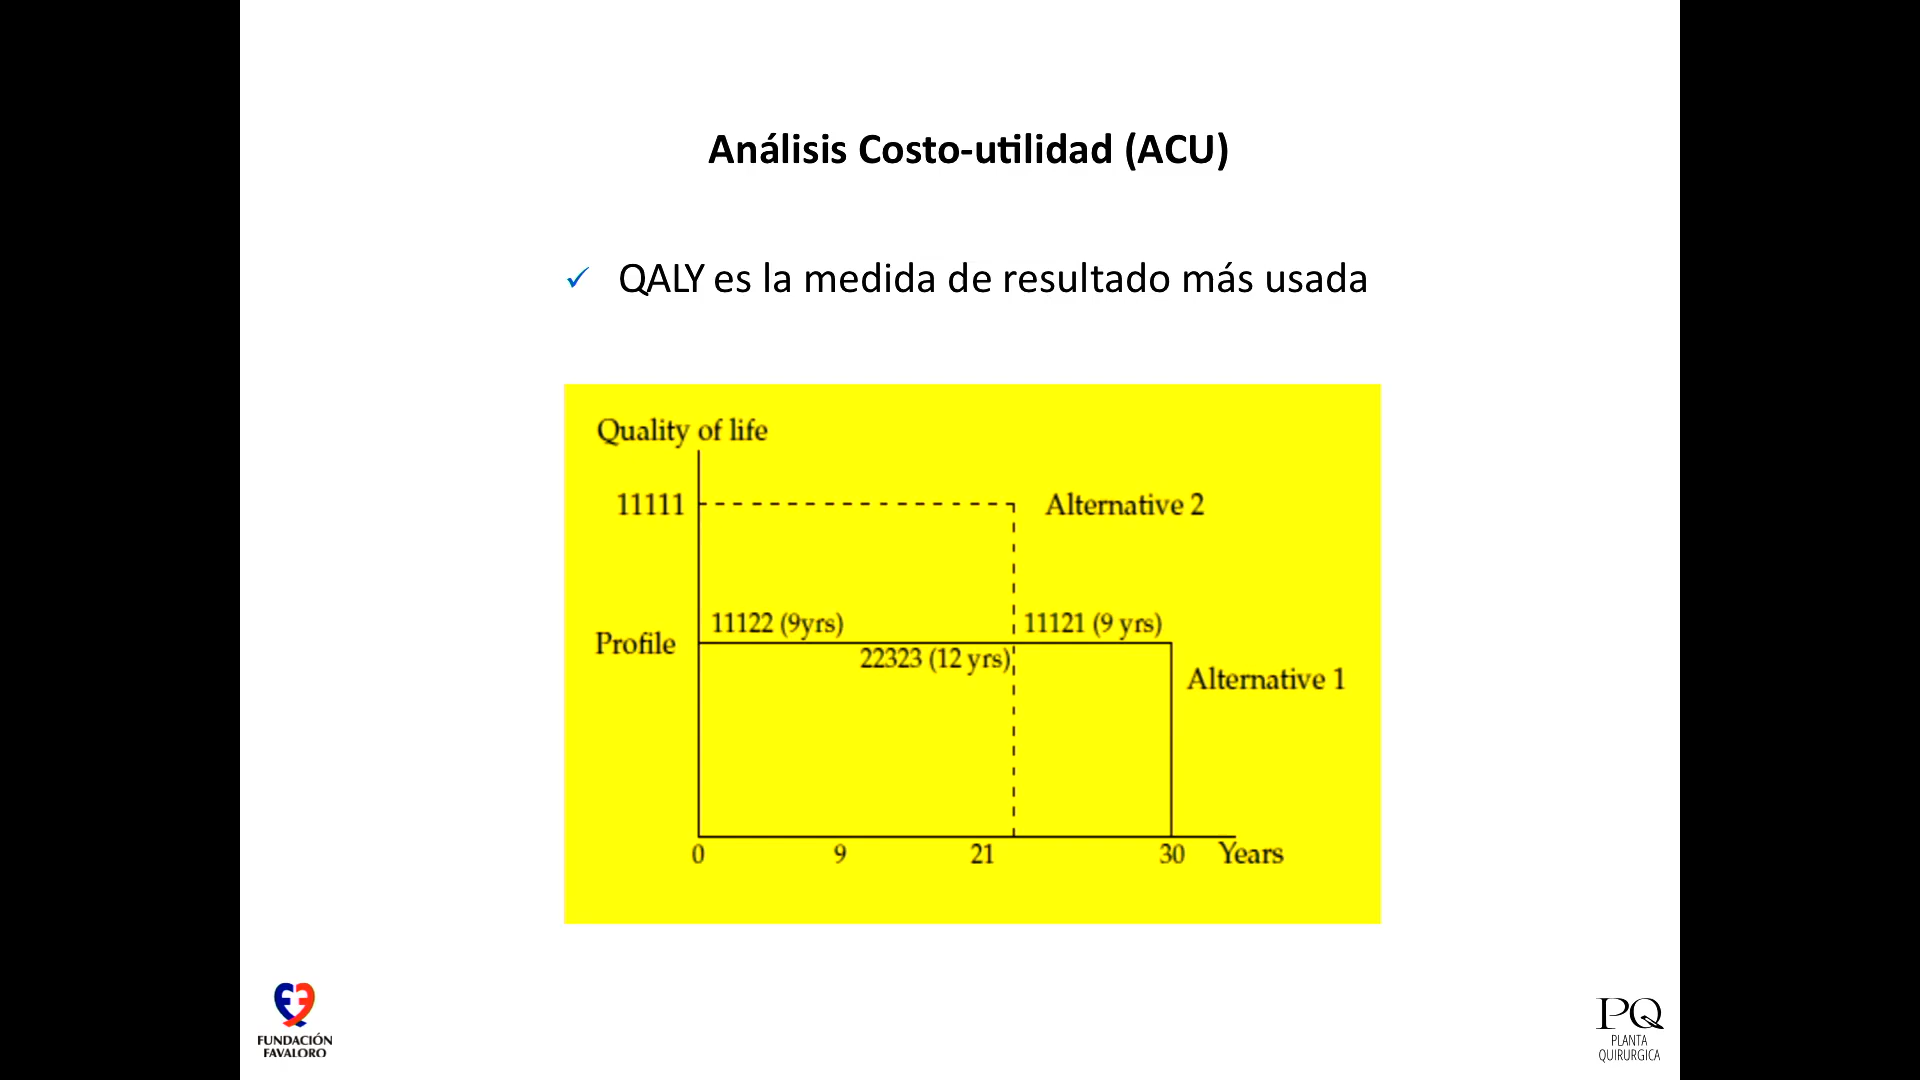 Análisis Costo-utilidad (ACU)
✓ QALY es la medida de resultado más usada
Quality of life
11111
Alternative 2
11122 (9yrs)
11121 (9 yrs)
Profile
22323 (12 yrs)
Alternative 1
0 9 21 30 Years
FUNDACIÓN
FAVALORO
PQ
PLANTA
QUIRURGICA